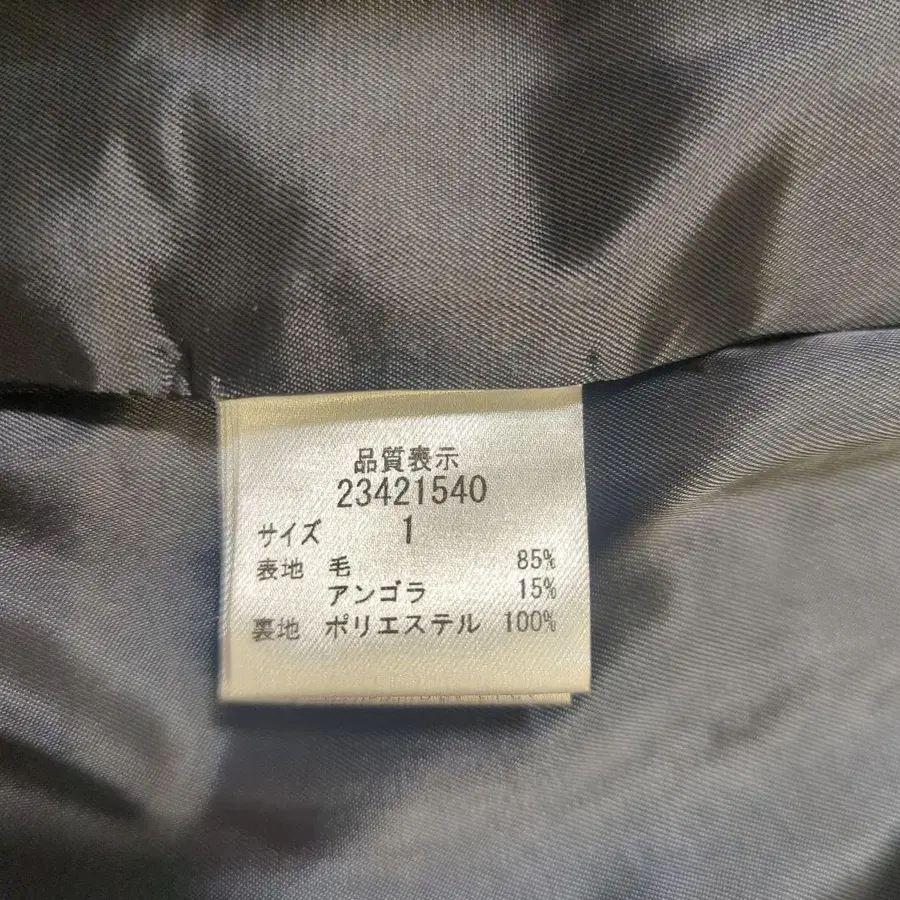 品質表示
23421540
サイズ 1
表地 毛 85%
アンゴラ 15%
裏地 ポリエステル 100%